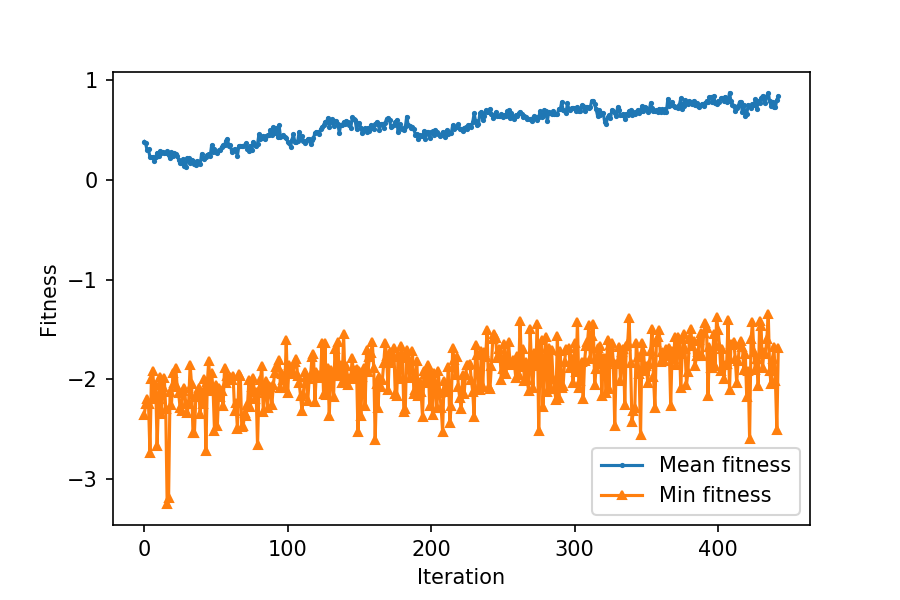 1
0
−1
−2
−3
Fitness
0 100 200 300 400
Iteration
Mean fitness
Min fitness